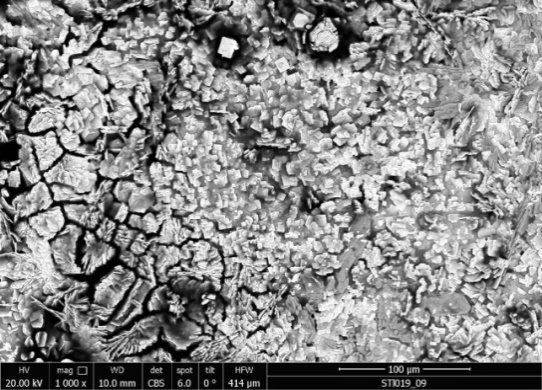 HV mag □ WD det spot tilt HFW 100 µm
20.00 kV 1 000 x 10.0 mm CBS 6.0 0 ° 414 µm STI019_09